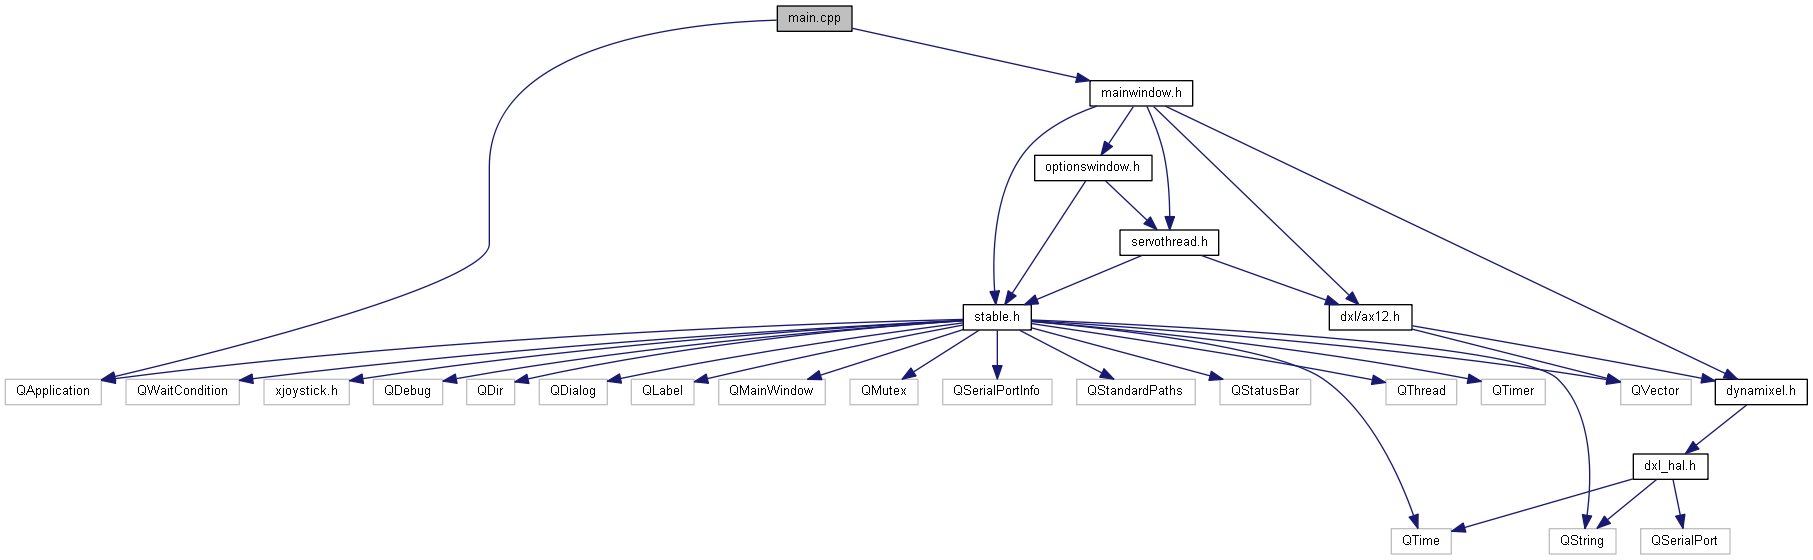 main.cpp
mainwindow.h
optionswindow.h
servothread.h
stable.h
dxl/ax12.h
QApplication
QWaitCondition
xjoystick.h
QDebug
QDir
QDialog
QLabel
QMainWindow
QMutex
QSerialPortInfo
QStandardPaths
QStatusBar
QThread
QTimer
QVector
dynamixel.h
dxl_hal.h
QTime
QString
QSerialPort